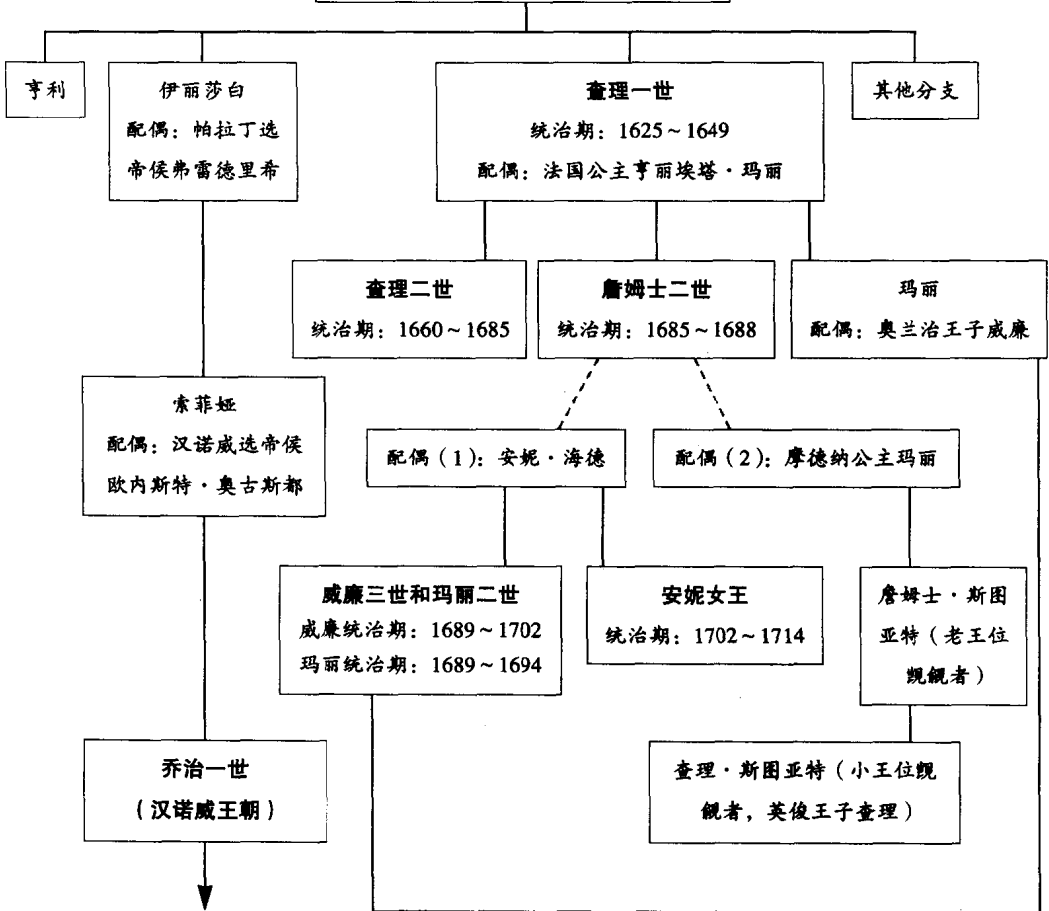 亨利
伊丽莎白
配偶：帕拉丁选
帝侯弗雷德里希
查理一世
统治期：1625～1649
配偶：法国公主亨丽埃塔·玛丽
其他分支
查理二世
统治期：1660～1685
詹姆士二世
统治期：1685～1688
玛丽
配偶：奥兰治王子威廉
索菲娅
配偶：汉诺威选帝侯
欧内斯特·奥古斯都
配偶（1）：安妮·海德
配偶（2）：摩德纳公主玛丽
威廉三世和玛丽二世
威廉统治期：1689～1702
玛丽统治期：1689～1694
安妮女王
统治期：1702～1714
詹姆士·斯图
亚特（老王位
觊觎者）
乔治一世
（汉诺威王朝）
查理·斯图亚特（小王位觊
觎者，英俊王子查理）